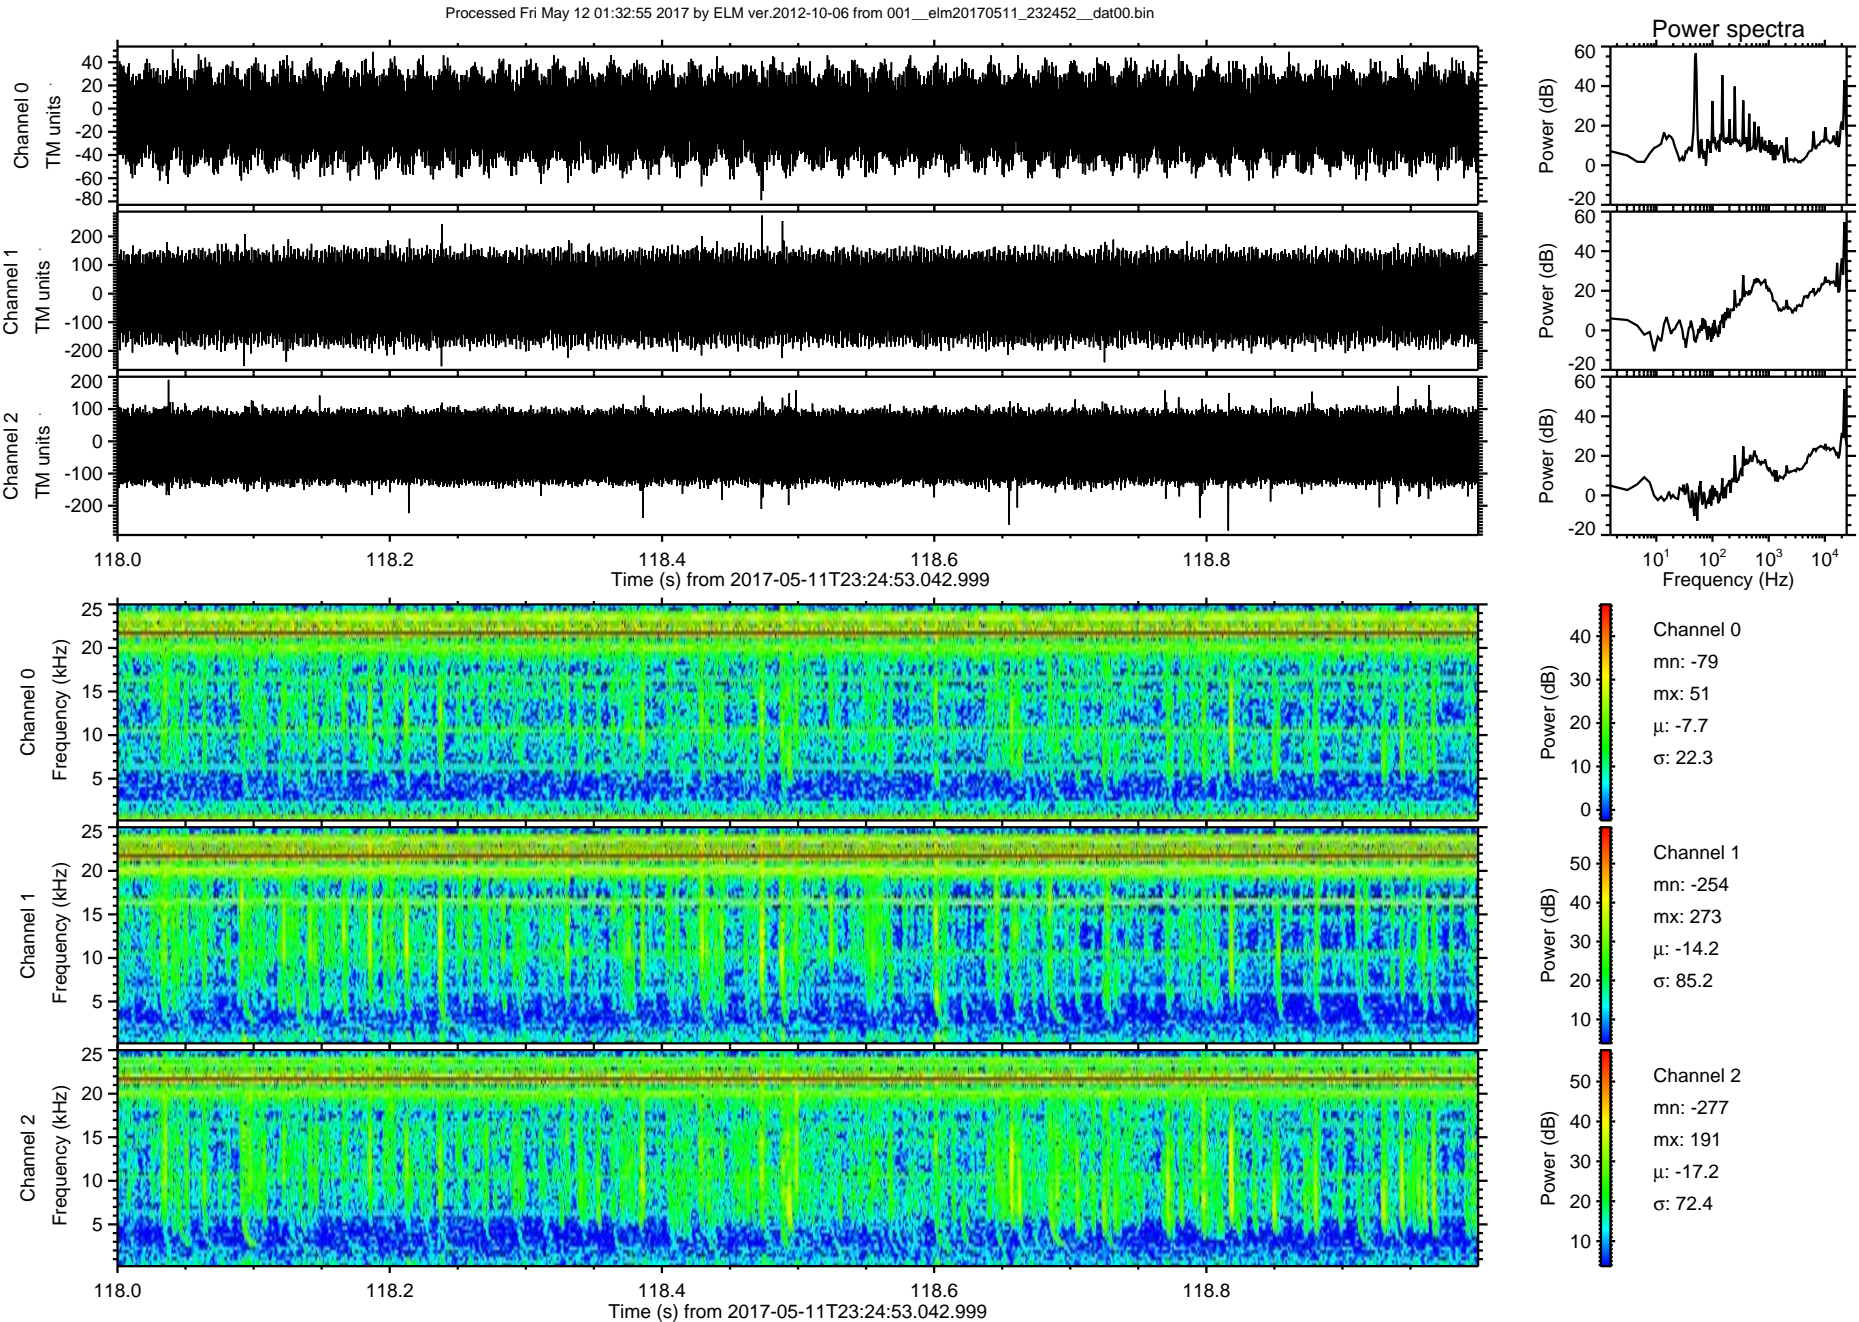 Processed Fri May 12 01:32:55 2017 by ELM ver.2012-10-06 from 001__elm20170511_232452__dat00.bin
Power spectra
Channel 0
TM units
40
20
0
-20
-40
-60
-80
Power (dB)
60
40
20
0
-20
Channel 1
TM units
200
100
0
-100
-200
Power (dB)
60
40
20
0
-20
Channel 2
TM units
200
100
0
-100
-200
Power (dB)
60
40
20
0
-20
118.0 118.2 118.4 118.6 118.8
Time (s) from 2017-05-11T23:24:53.042.999
10^1 10^2 10^3 10^4
Frequency (Hz)
Channel 0
Frequency (kHz)
25
20
15
10
5
Power (dB)
40
30
20
10
0
Channel 0
mn: -79
mx: 51
μ: -7.7
σ: 22.3
Channel 1
Frequency (kHz)
25
20
15
10
5
Power (dB)
50
40
30
20
10
Channel 1
mn: -254
mx: 273
μ: -14.2
σ: 85.2
Channel 2
Frequency (kHz)
25
20
15
10
5
Power (dB)
50
40
30
20
10
Channel 2
mn: -277
mx: 191
μ: -17.2
σ: 72.4
118.0 118.2 118.4 118.6 118.8
Time (s) from 2017-05-11T23:24:53.042.999